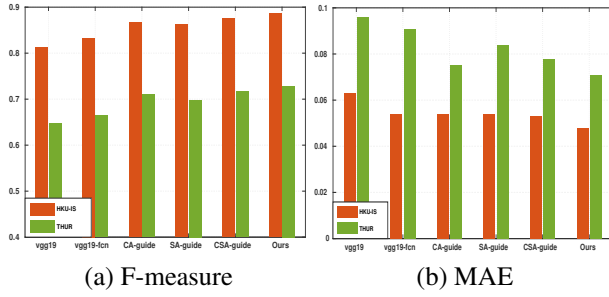 0.9
0.8
0.7
0.6
0.5
0.4
HKU-IS
THUR
vgg19 vgg19-fcn CA-guide SA-guide CSA-guide Ours
(a) F-measure
0.1
0.08
0.06
0.04
0.02
0
HKU-IS
THUR
vgg19 vgg19-fcn CA-guide SA-guide CSA-guide Ours
(b) MAE